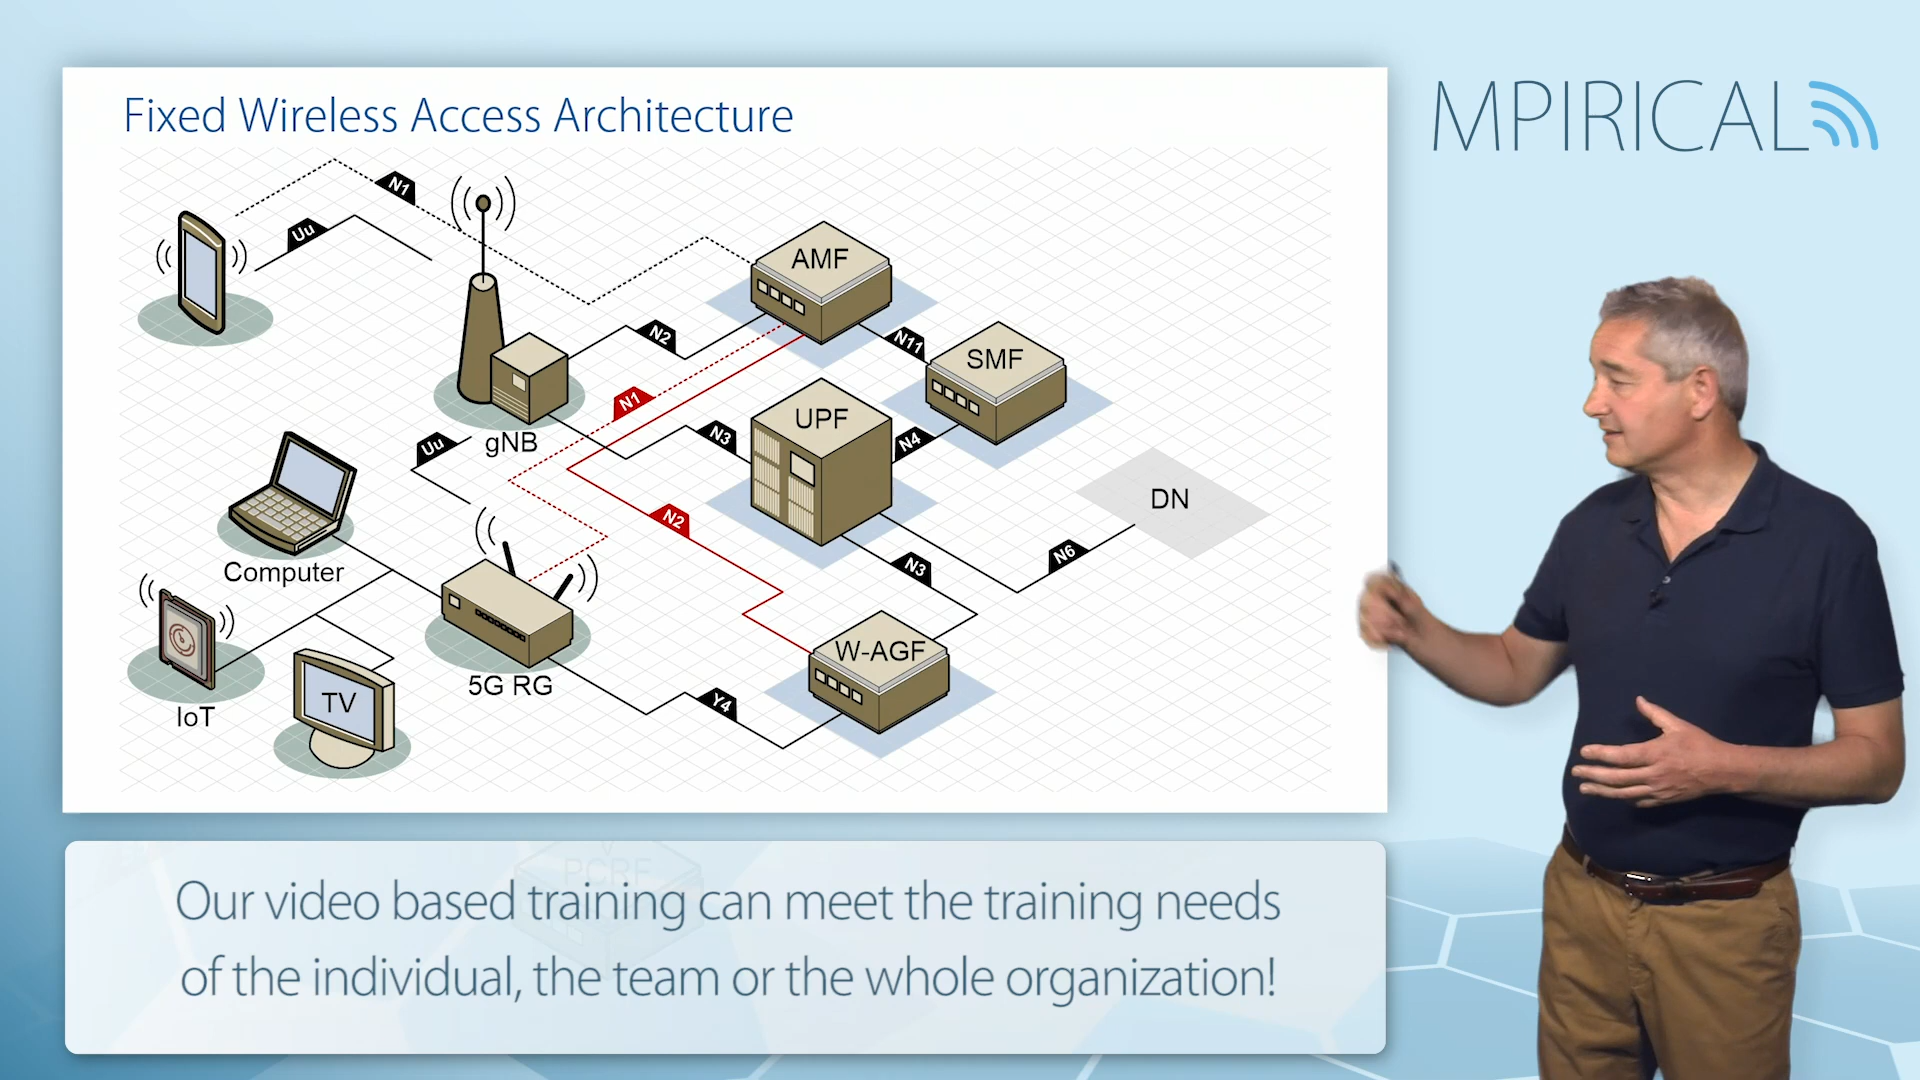 Fixed Wireless Access Architecture
MPIRICAL
N1
Uu
AMF
N2
N11
SMF
N1
UPF
gNB
Uu
N3
N4
DN
N2
Computer
N3
N6
W-AGF
5G RG
IoT
TV
Y4
PCRF
Our video based training can meet the training needs
of the individual, the team or the whole organization!